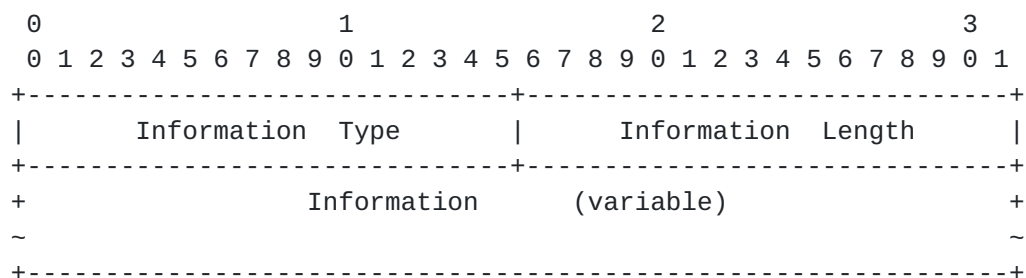 0                   1                   2                   3
 0 1 2 3 4 5 6 7 8 9 0 1 2 3 4 5 6 7 8 9 0 1 2 3 4 5 6 7 8 9 0 1
+-------------------------------+-------------------------------+
|       Information  Type       |      Information  Length      |
+-------------------------------+-------------------------------+
+                  Information      (variable)                  +
~                                                               ~
+---------------------------------------------------------------+